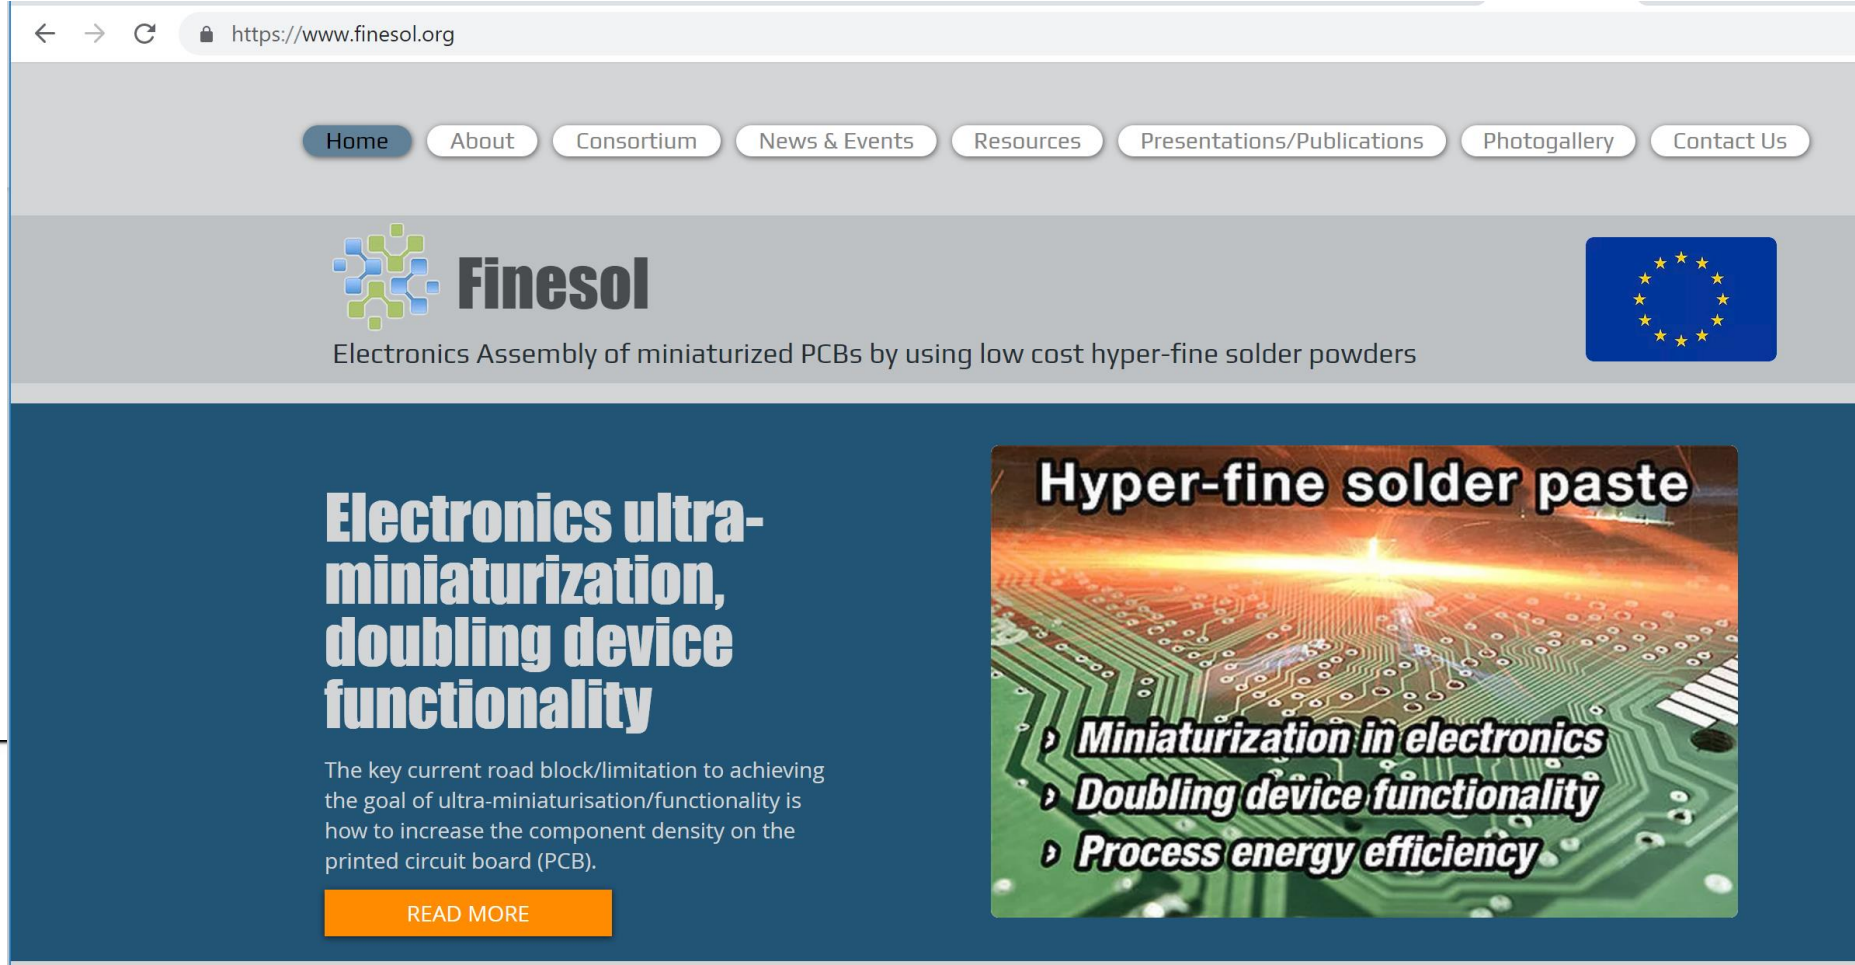 https://www.finesol.org
Home
About
Consortium
News & Events
Resources
Presentations/Publications
Photogallery
Contact Us
Finesol
Electronics Assembly of miniaturized PCBs by using low cost hyper-fine solder powders
Electronics ultra-
miniaturization,
doubling device
functionality
The key current road block/limitation to achieving
the goal of ultra-miniaturisation/functionality is
how to increase the component density on the
printed circuit board (PCB).
READ MORE
Hyper-fine solder paste
› Miniaturization in electronics
› Doubling device functionality
› Process energy efficiency